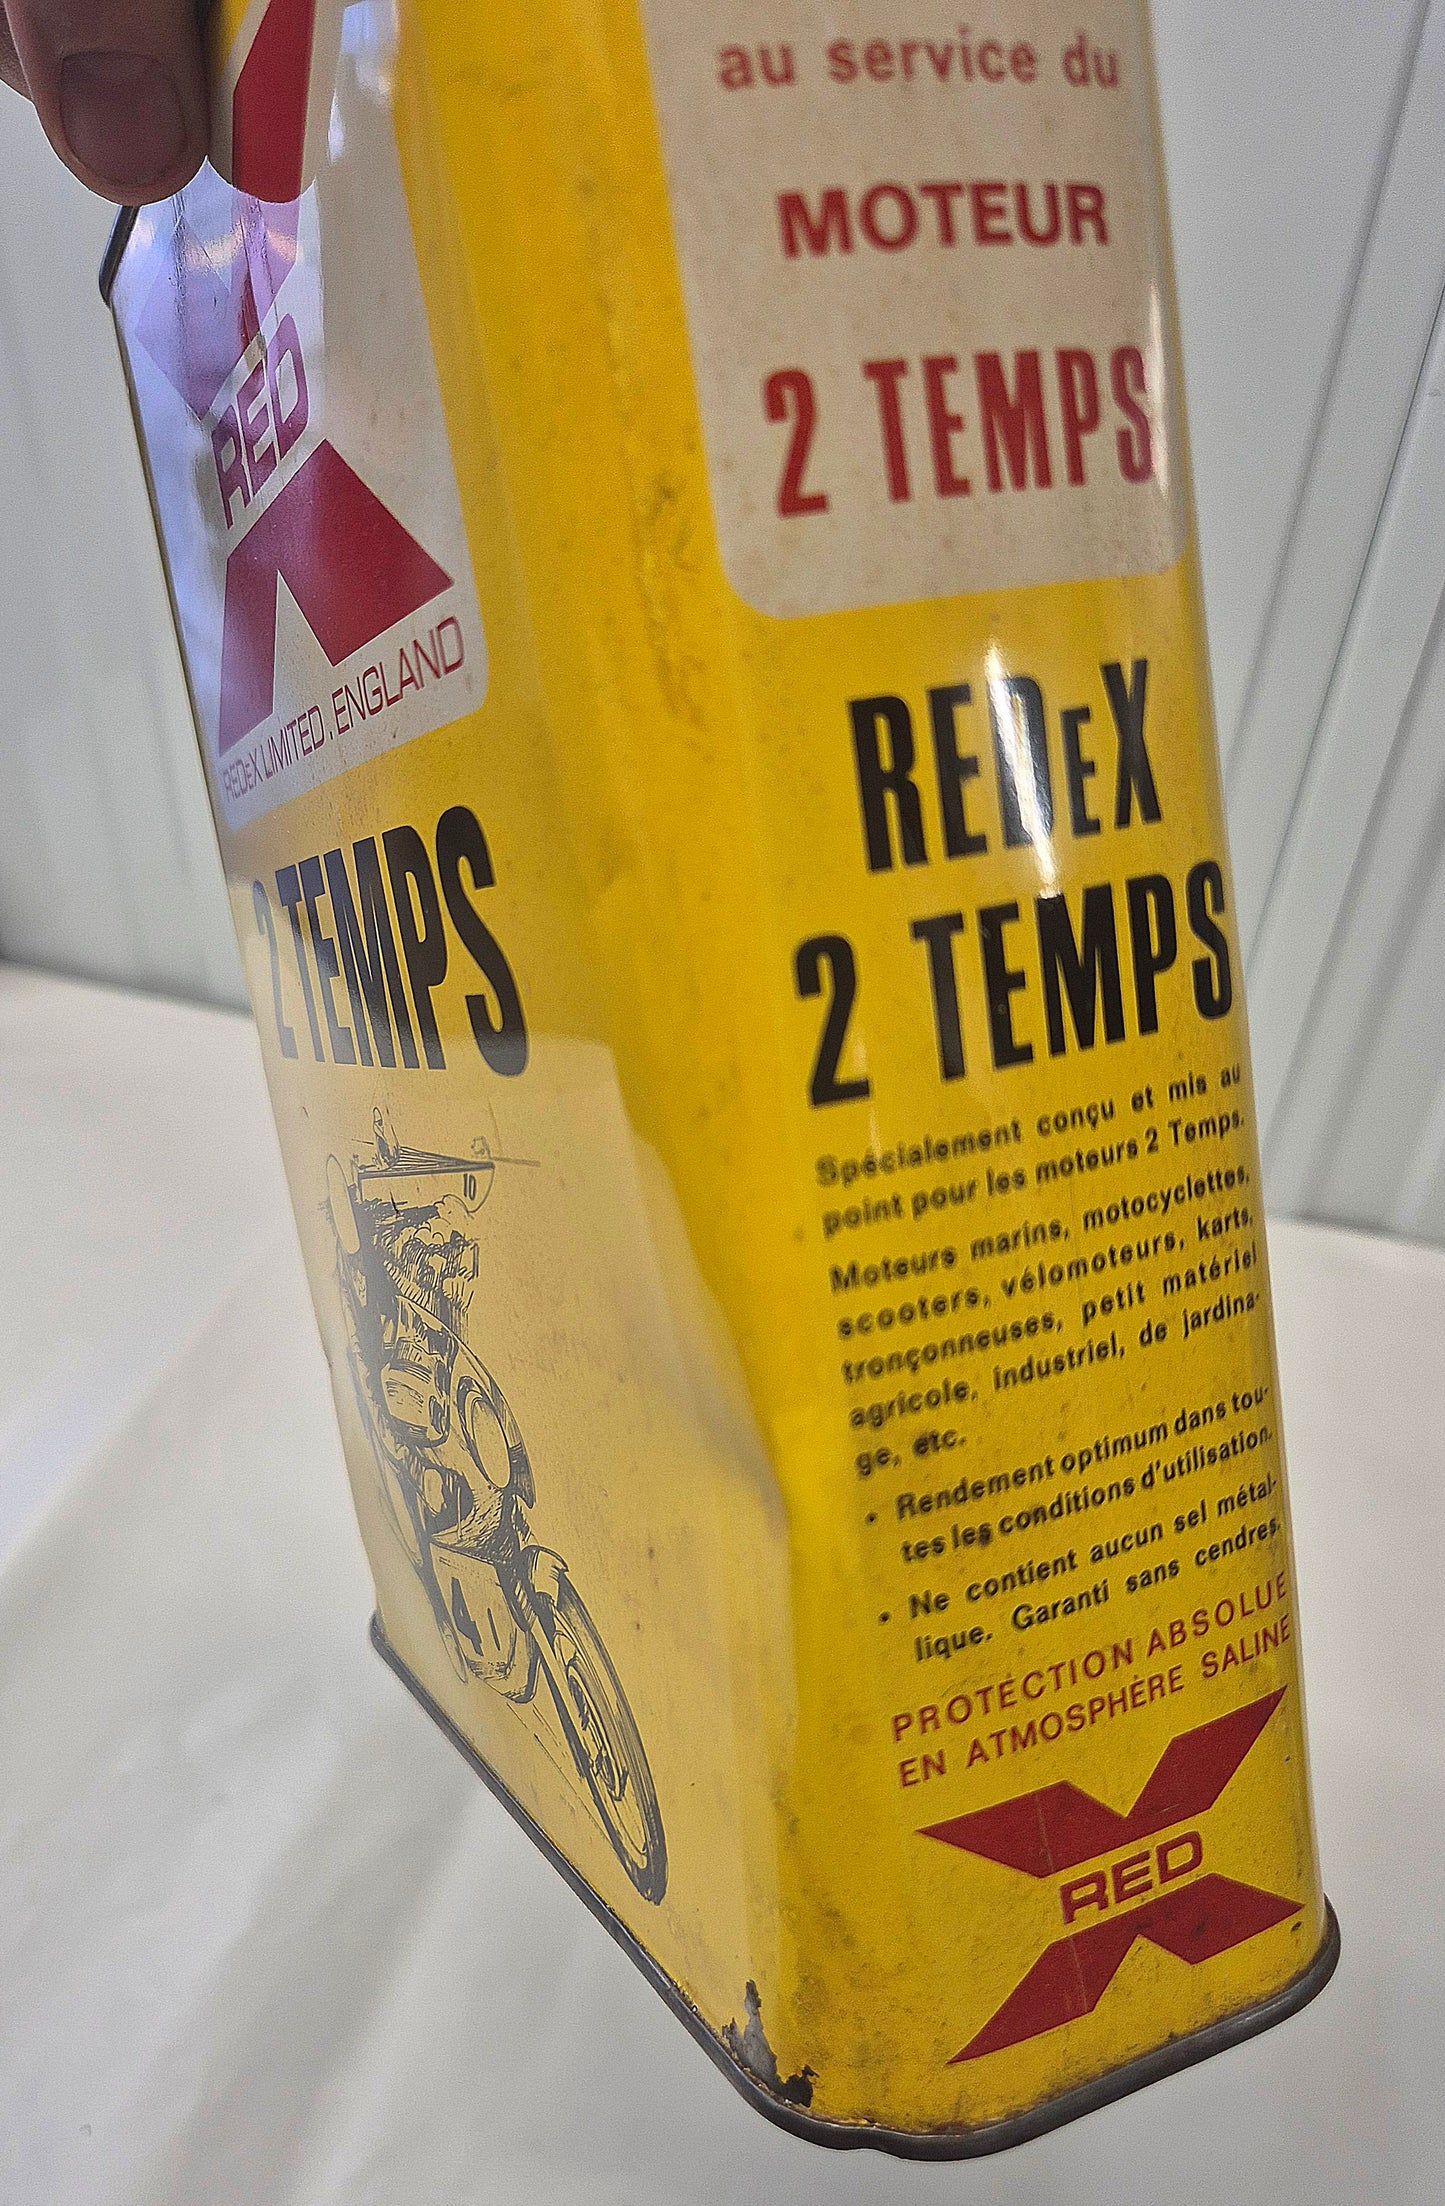 RED
REDEX LIMITED. ENGLAND
2 TEMPS
10
41
au service du
MOTEUR
2 TEMPS
REDEX
2 TEMPS
Spécialement conçu et mis au
point pour les moteurs 2 Temps.
Moteurs marins, motocyclettes,
scooters, vélomoteurs, karts,
tronçonneuses, petit matériel
agricole, industriel, de jardina-
ge, etc.
• Rendement optimum dans tou-
tes les conditions d'utilisation.
• Ne contient aucun sel métal-
lique. Garanti sans cendres.
PROTECTION ABSOLUE
EN ATMOSPHÈRE SALINE
RED